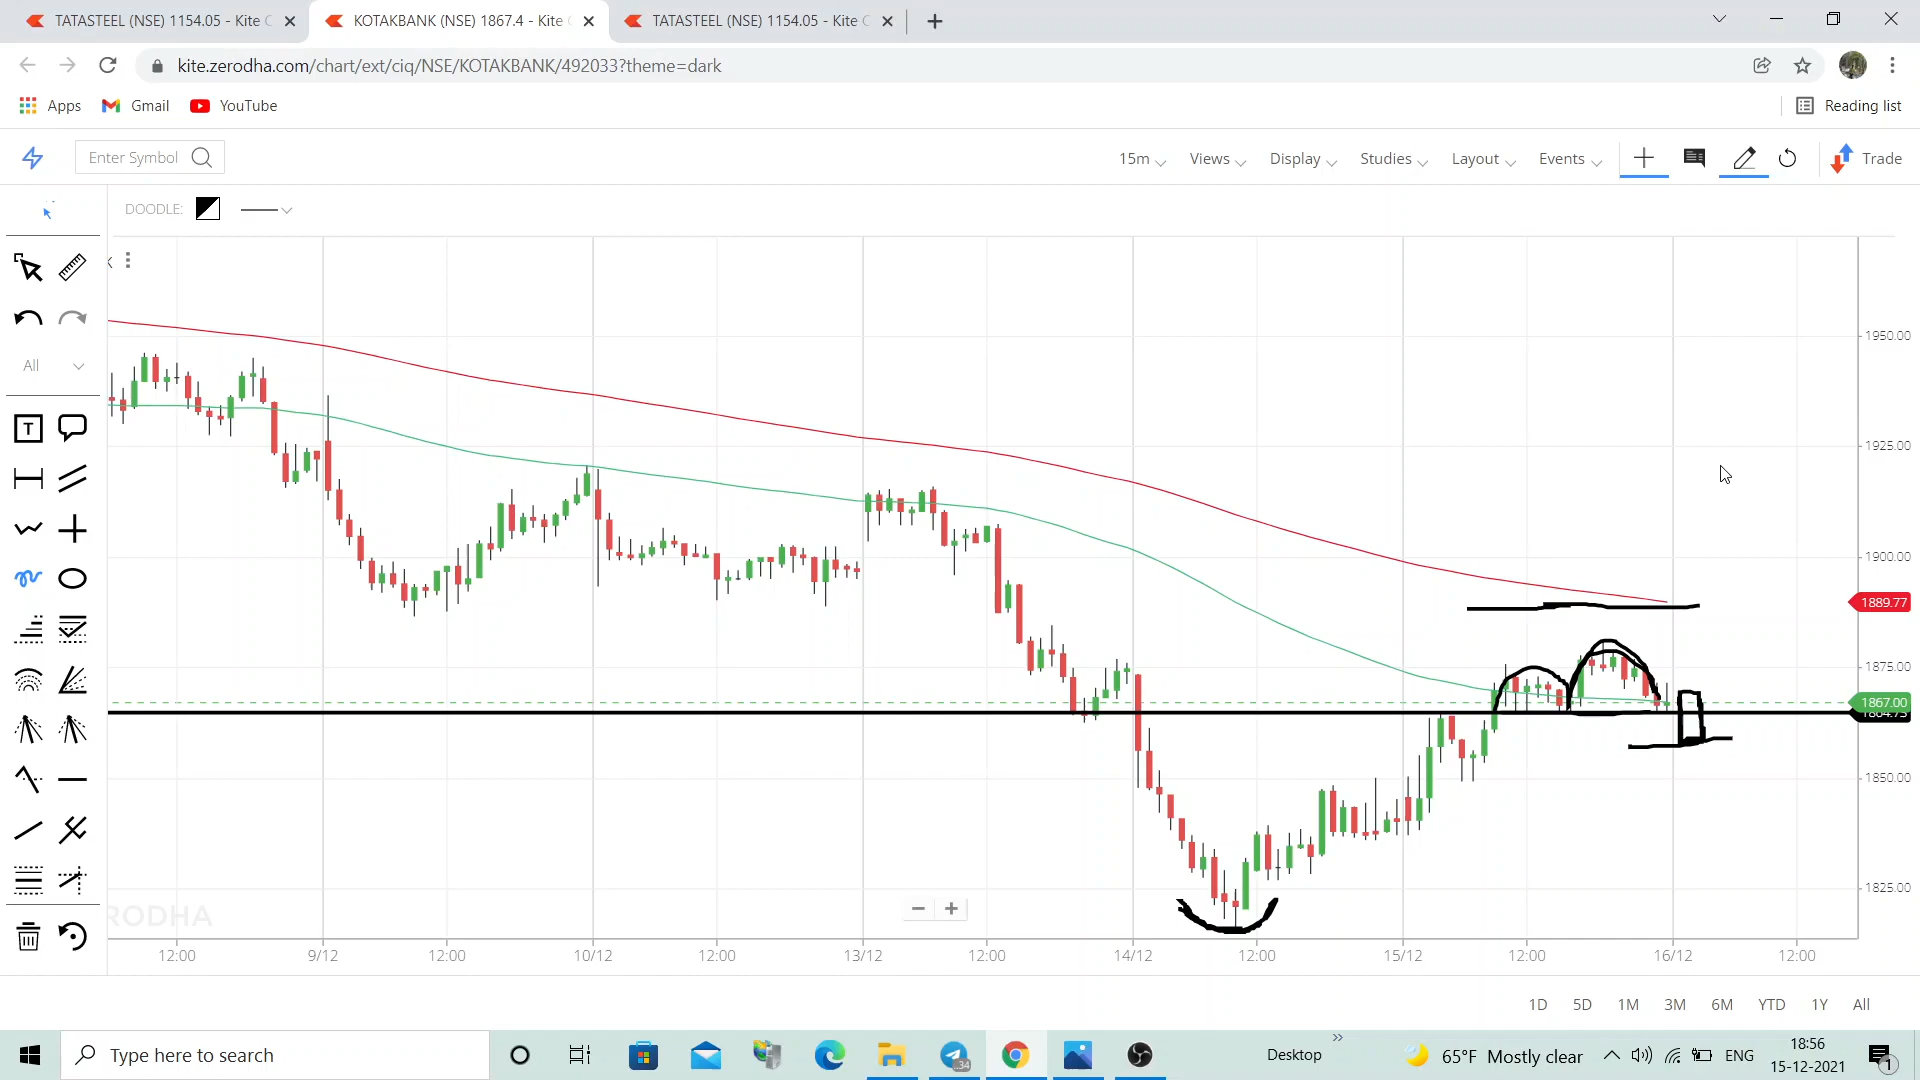 TATASTEEL (NSE) 1154.05 - Kite
KOTAKBANK (NSE) 1867.4 - Kite
TATASTEEL (NSE) 1154.05 - Kite
kite.zerodha.com/chart/ext/ciq/NSE/KOTAKBANK/492033?theme=dark
Apps Gmail YouTube Reading list
Enter Symbol 15m Views Display Studies Layout Events Trade
DOODLE:
All
T
1950.00
1925.00
1900.00
1889.77
1875.00
1867.00
1850.00
1825.00
RODHA
12:00 9/12 12:00 10/12 12:00 13/12 12:00 14/12 12:00 15/12 12:00 16/12 12:00
1D 5D 1M 3M 6M YTD 1Y All
Type here to search 34 Desktop 65°F Mostly clear ENG 18:56
15-12-2021 1